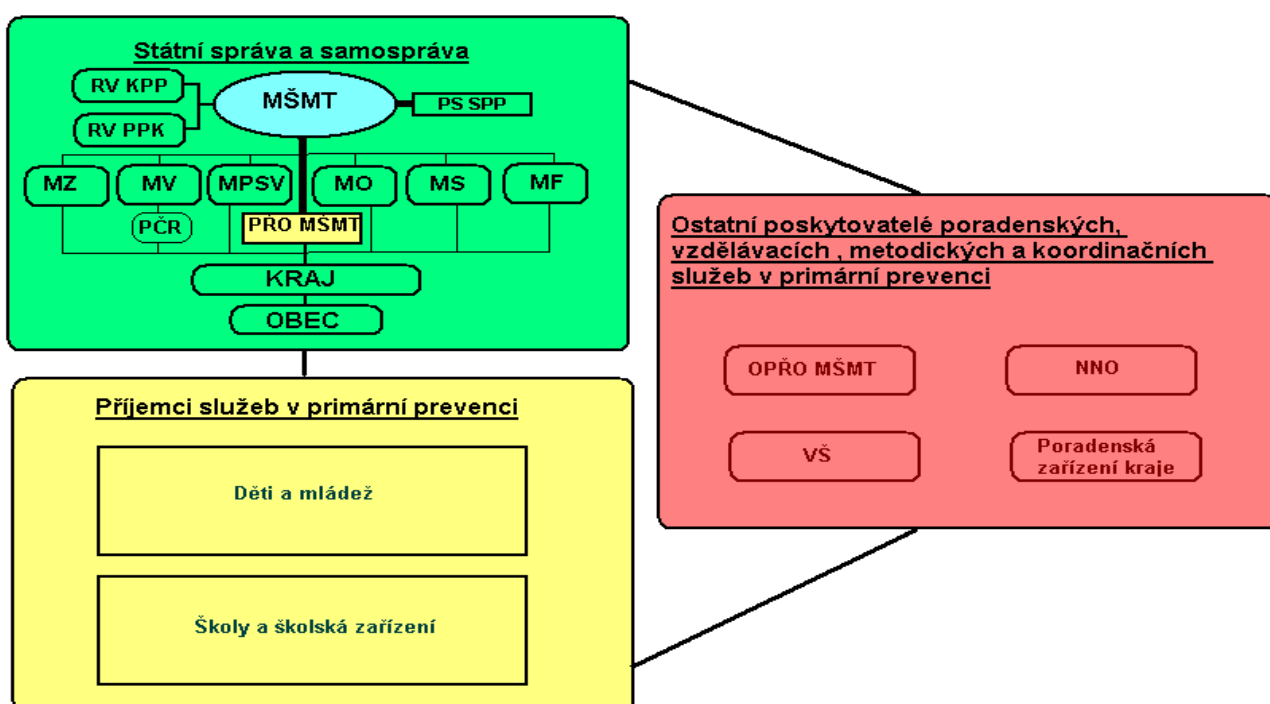 Státní správa a samospráva
RV KPP
MŠMT
PS SPP
RV PPK
MZ
MV
MPSV
MO
MS
MF
PČR
PŘO MŠMT
KRAJ
OBEC
Ostatní poskytovatelé poradenských,
vzdělávacích , metodických a koordinačních
služeb v primární prevenci
OPŘO MŠMT
NNO
VŠ
Poradenská
zařízení kraje
Příjemci služeb v primární prevenci
Děti a mládež
Školy a školská zařízení